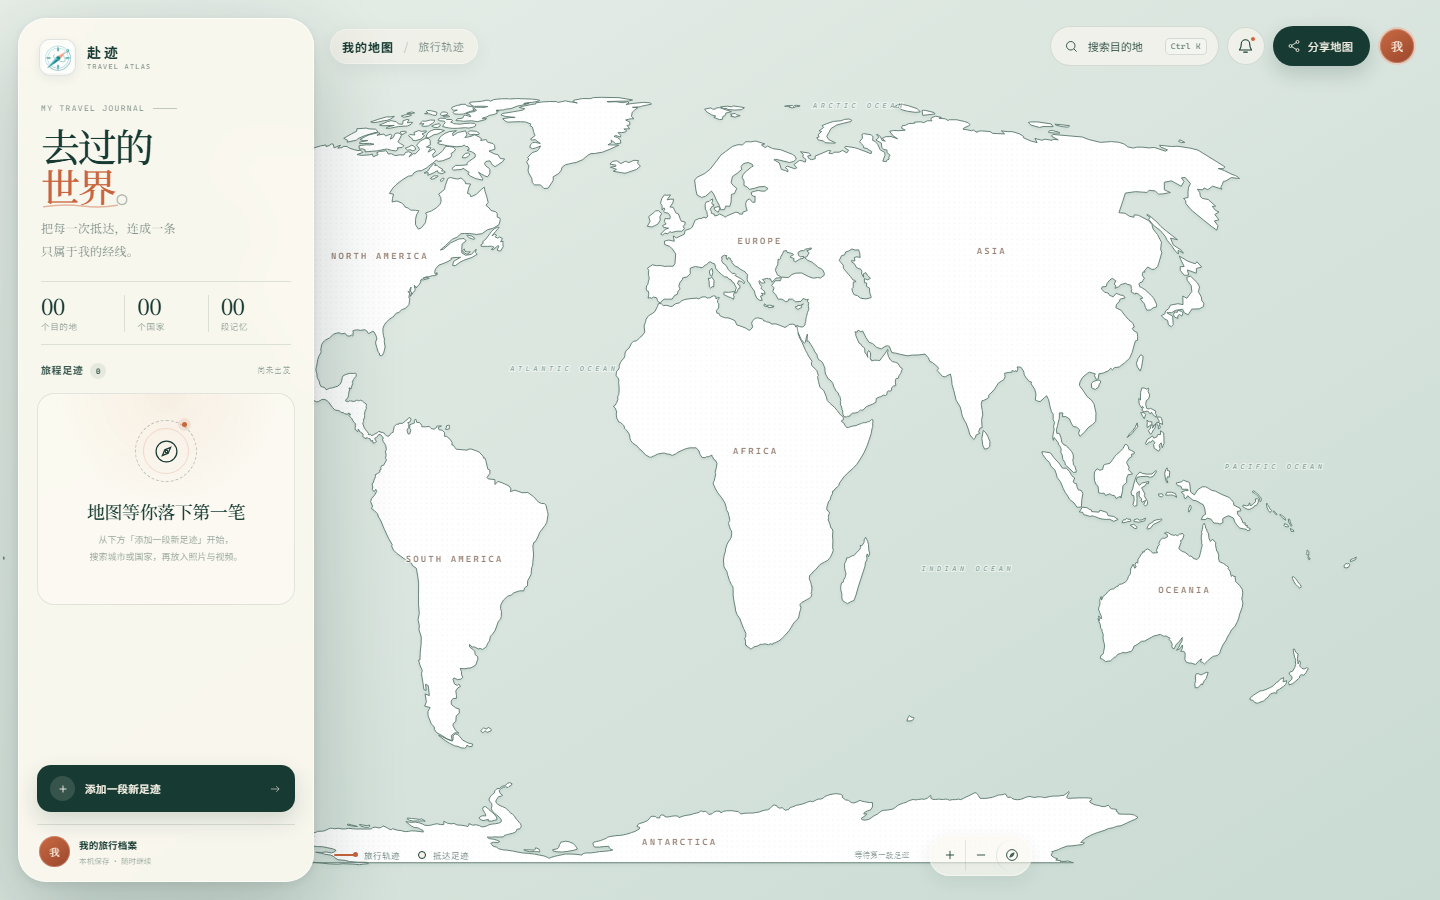 赴迹
TRAVEL ATLAS
MY TRAVEL JOURNAL
去过的
世界。
把每一次抵达，连成一条
只属于我的经线。
00
个目的地
00
个国家
00
段记忆
旅程足迹 0
尚未出发
地图等你落下第一笔
从下方「添加一段新足迹」开始，
搜索城市或国家，再放入照片与视频。
+ 添加一段新足迹 →
我
我的旅行档案
本机保存 · 随时继续
我的地图 / 旅行轨迹
搜索目的地 Ctrl K
分享地图
我
ARCTIC OCEAN
NORTH AMERICA
EUROPE
ASIA
ATLANTIC OCEAN
AFRICA
PACIFIC OCEAN
SOUTH AMERICA
INDIAN OCEAN
OCEANIA
ANTARCTICA
旅行轨迹
抵达足迹
等待第一段足迹
+ −